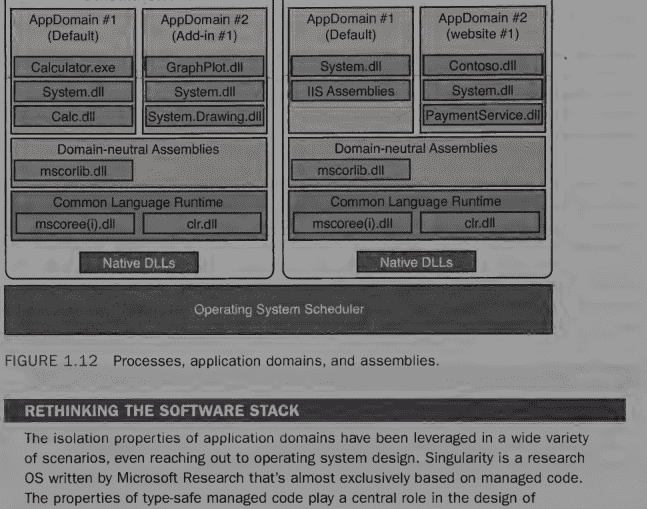 AppDomain #1
(Default)
AppDomain #2
(Add-in #1)
Calculator.exe
GraphPlot.dll
System.dll
System.dll
Calc.dll
System.Drawing.dll
Domain-neutral Assemblies
mscorlib.dll
Common Language Runtime
mscoree(i).dll
clr.dll
Native DLLs
AppDomain #1
(Default)
AppDomain #2
(website #1)
System.dll
Contoso.dll
IIS Assemblies
System.dll
PaymentService.dll
Domain-neutral Assemblies
mscorlib.dll
Common Language Runtime
mscoree(i).dll
clr.dll
Native DLLs
Operating System Scheduler
FIGURE 1.12 Processes, application domains, and assemblies.
RETHINKING THE SOFTWARE STACK
The isolation properties of application domains have been leveraged in a wide variety
of scenarios, even reaching out to operating system design. Singularity is a research
OS written by Microsoft Research that's almost exclusively based on managed code.
The properties of type-safe managed code play a central role in the design of